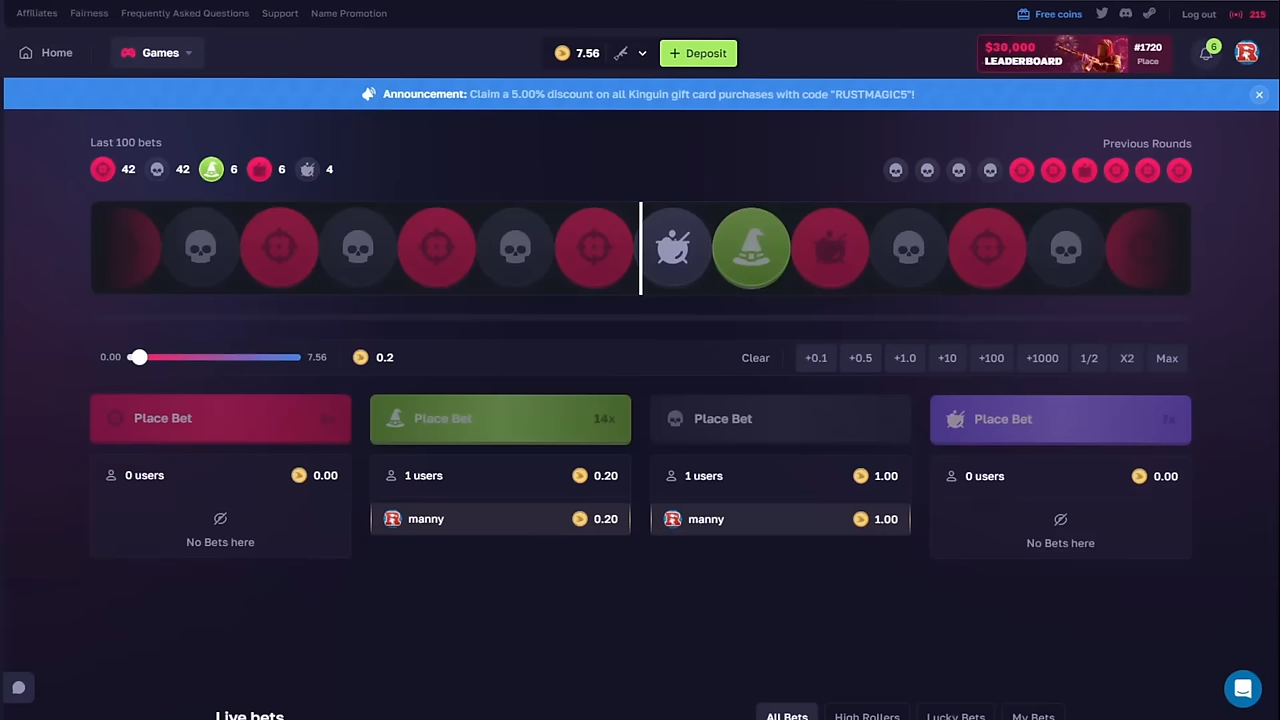 Affiliates Fairness Frequently Asked Questions Support Name Promotion Free coins Log out 215
Home Games 7.56 + Deposit $30,000 LEADERBOARD #1720 Place 6
Announcement: Claim a 5.00% discount on all Kinguin gift card purchases with code "RUSTMAGIC5"!
Last 100 bets Previous Rounds
42 42 6 6 4
0.00 7.56 0.2 Clear +0.1 +0.5 +1.0 +10 +100 +1000 1/2 X2 Max
Place Bet Place Bet 14x Place Bet Place Bet 7x
0 users 0.00 1 users 0.20 1 users 1.00 0 users 0.00
manny 0.20 manny 1.00
No Bets here No Bets here
Live bets All Bets High Rollers Lucky Bets My Bets